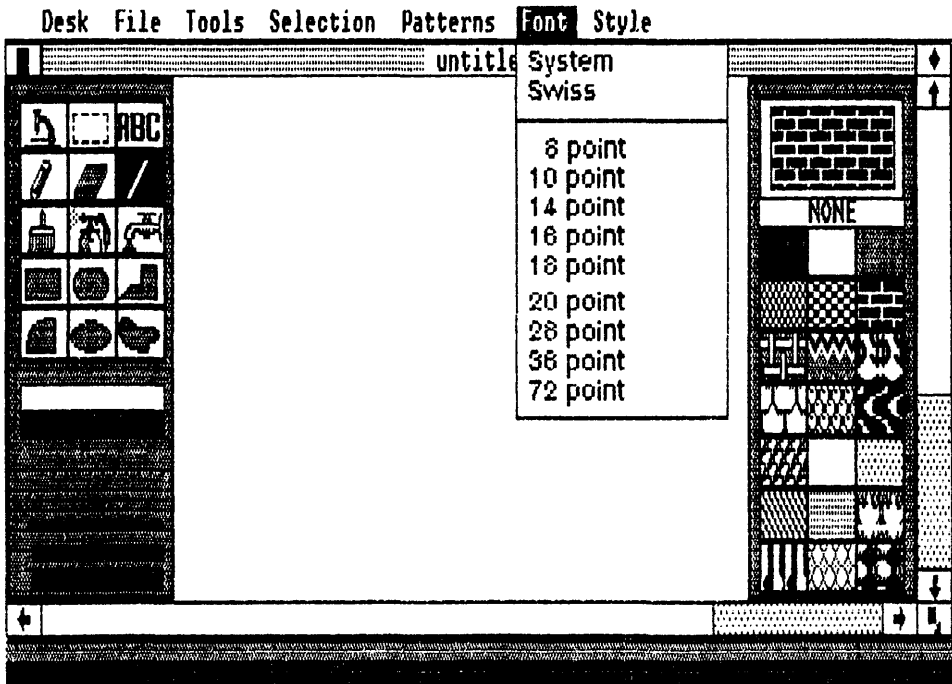 Desk File Tools Selection Patterns Font Style
untitle
System
Swiss
ABC
8 point
10 point
14 point
16 point
18 point
20 point
28 point
36 point
72 point
NONE